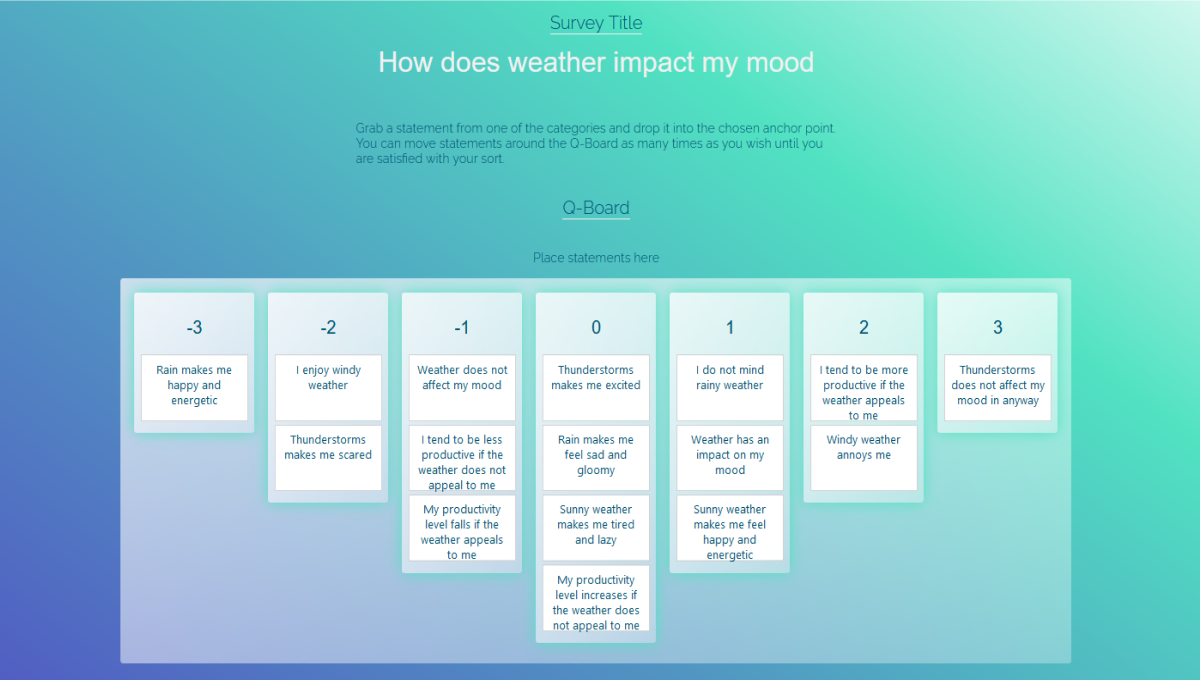 Survey Title
How does weather impact my mood
Grab a statement from one of the categories and drop it into the chosen anchor point.
You can move statements around the Q-Board as many times as you wish until you
are satisfied with your sort.
Q-Board
Place statements here
-3
Rain makes me
happy and
energetic
-2
I enjoy windy
weather
Thunderstorms
makes me scared
-1
Weather does not
affect my mood
I tend to be less
productive if the
weather does not
appeal to me
My productivity
level falls if the
weather appeals
to me
0
Thunderstorms
makes me excited
Rain makes me
feel sad and
gloomy
Sunny weather
makes me tired
and lazy
My productivity
level increases if
the weather does
not appeal to me
1
I do not mind
rainy weather
Weather has an
impact on my
mood
Sunny weather
makes me feel
happy and
energetic
2
I tend to be more
productive if the
weather appeals
to me
Windy weather
annoys me
3
Thunderstorms
does not affect my
mood in anyway